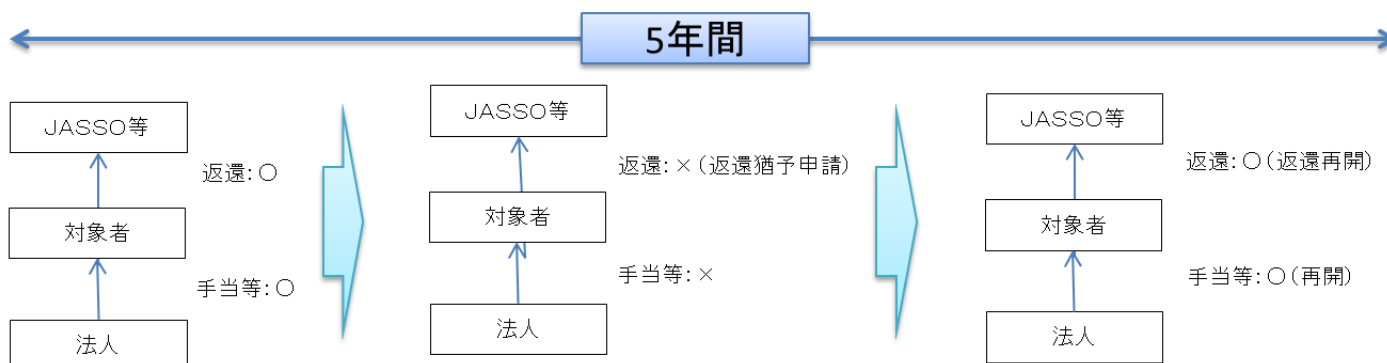 5年間
JASSO等
返還：○
対象者
手当等：○
法人
JASSO等
返還：×（返還猶予申請）
対象者
手当等：×
法人
JASSO等
返還：○（返還再開）
対象者
手当等：○（再開）
法人